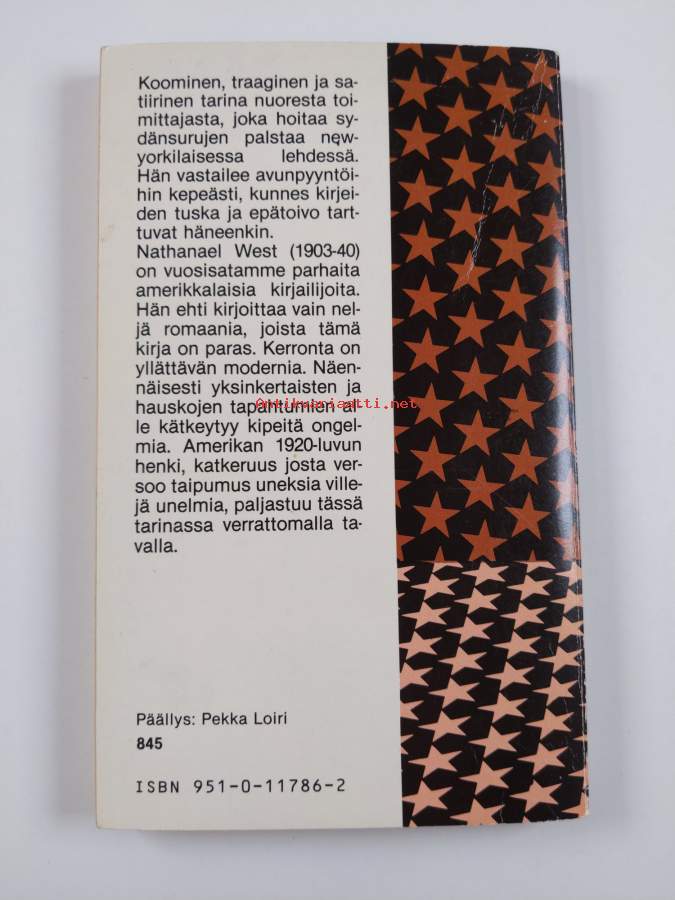 Koominen, traaginen ja sa-
tiirinen tarina nuoresta toi-
mittajasta, joka hoitaa sy-
dänsurujen palstaa new-
yorkilaisessa lehdessä.
Hän vastailee avunpyyntöi-
hin kepeästi, kunnes kirjei-
den tuska ja epätoivo tart-
tuvat häneenkin.
Nathanael West (1903-40)
on vuosisatamme parhaita
amerikkalaisia kirjailijoita.
Hän ehti kirjoittaa vain nel-
jä romaania, joista tämä
kirja on paras. Kerronta on
yllättävän modernia. Näen-
näisesti yksinkertaisten ja
hauskojen tapahtumien al-
le kätkeytyy kipeitä ongel-
mia. Amerikan 1920-luvun
henki, katkeruus josta ver-
soo taipumus uneksia ville-
jä unelmia, paljastuu tässä
tarinassa verrattomalla ta-
valla.
Antikvariaatti.net
Päällys: Pekka Loiri
845
ISBN 951-0-11786-2